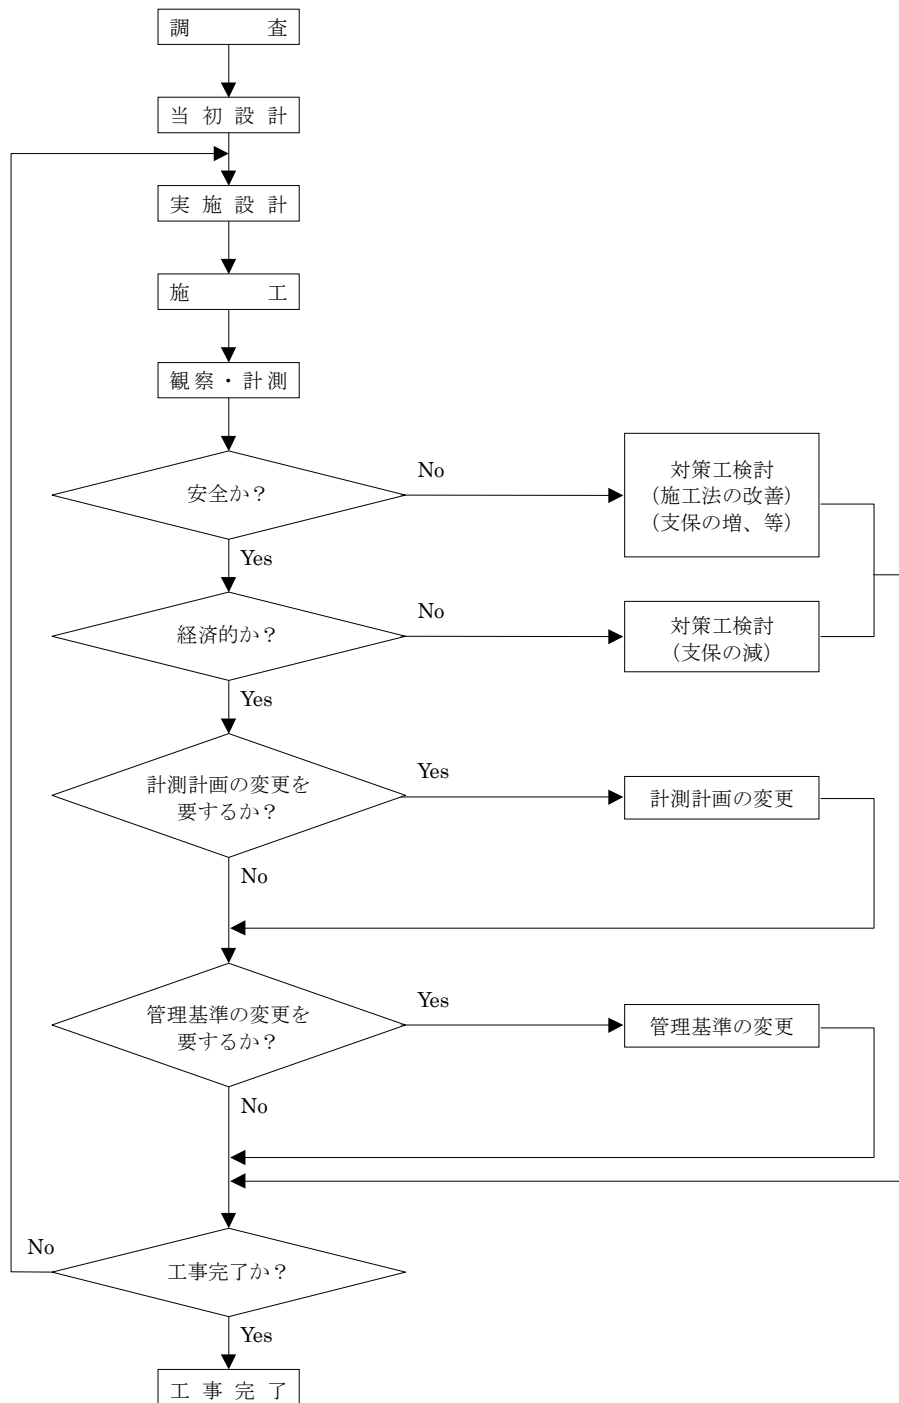 調査
当初設計
実施設計
施工
観察・計測
安全か？
No
対策工検討
（施工法の改善）
（支保の増、等）
Yes
経済的か？
No
対策工検討
（支保の減）
Yes
計測計画の変更を
要するか？
Yes
計測計画の変更
No
管理基準の変更を
要するか？
Yes
管理基準の変更
No
工事完了か？
No
Yes
工事完了